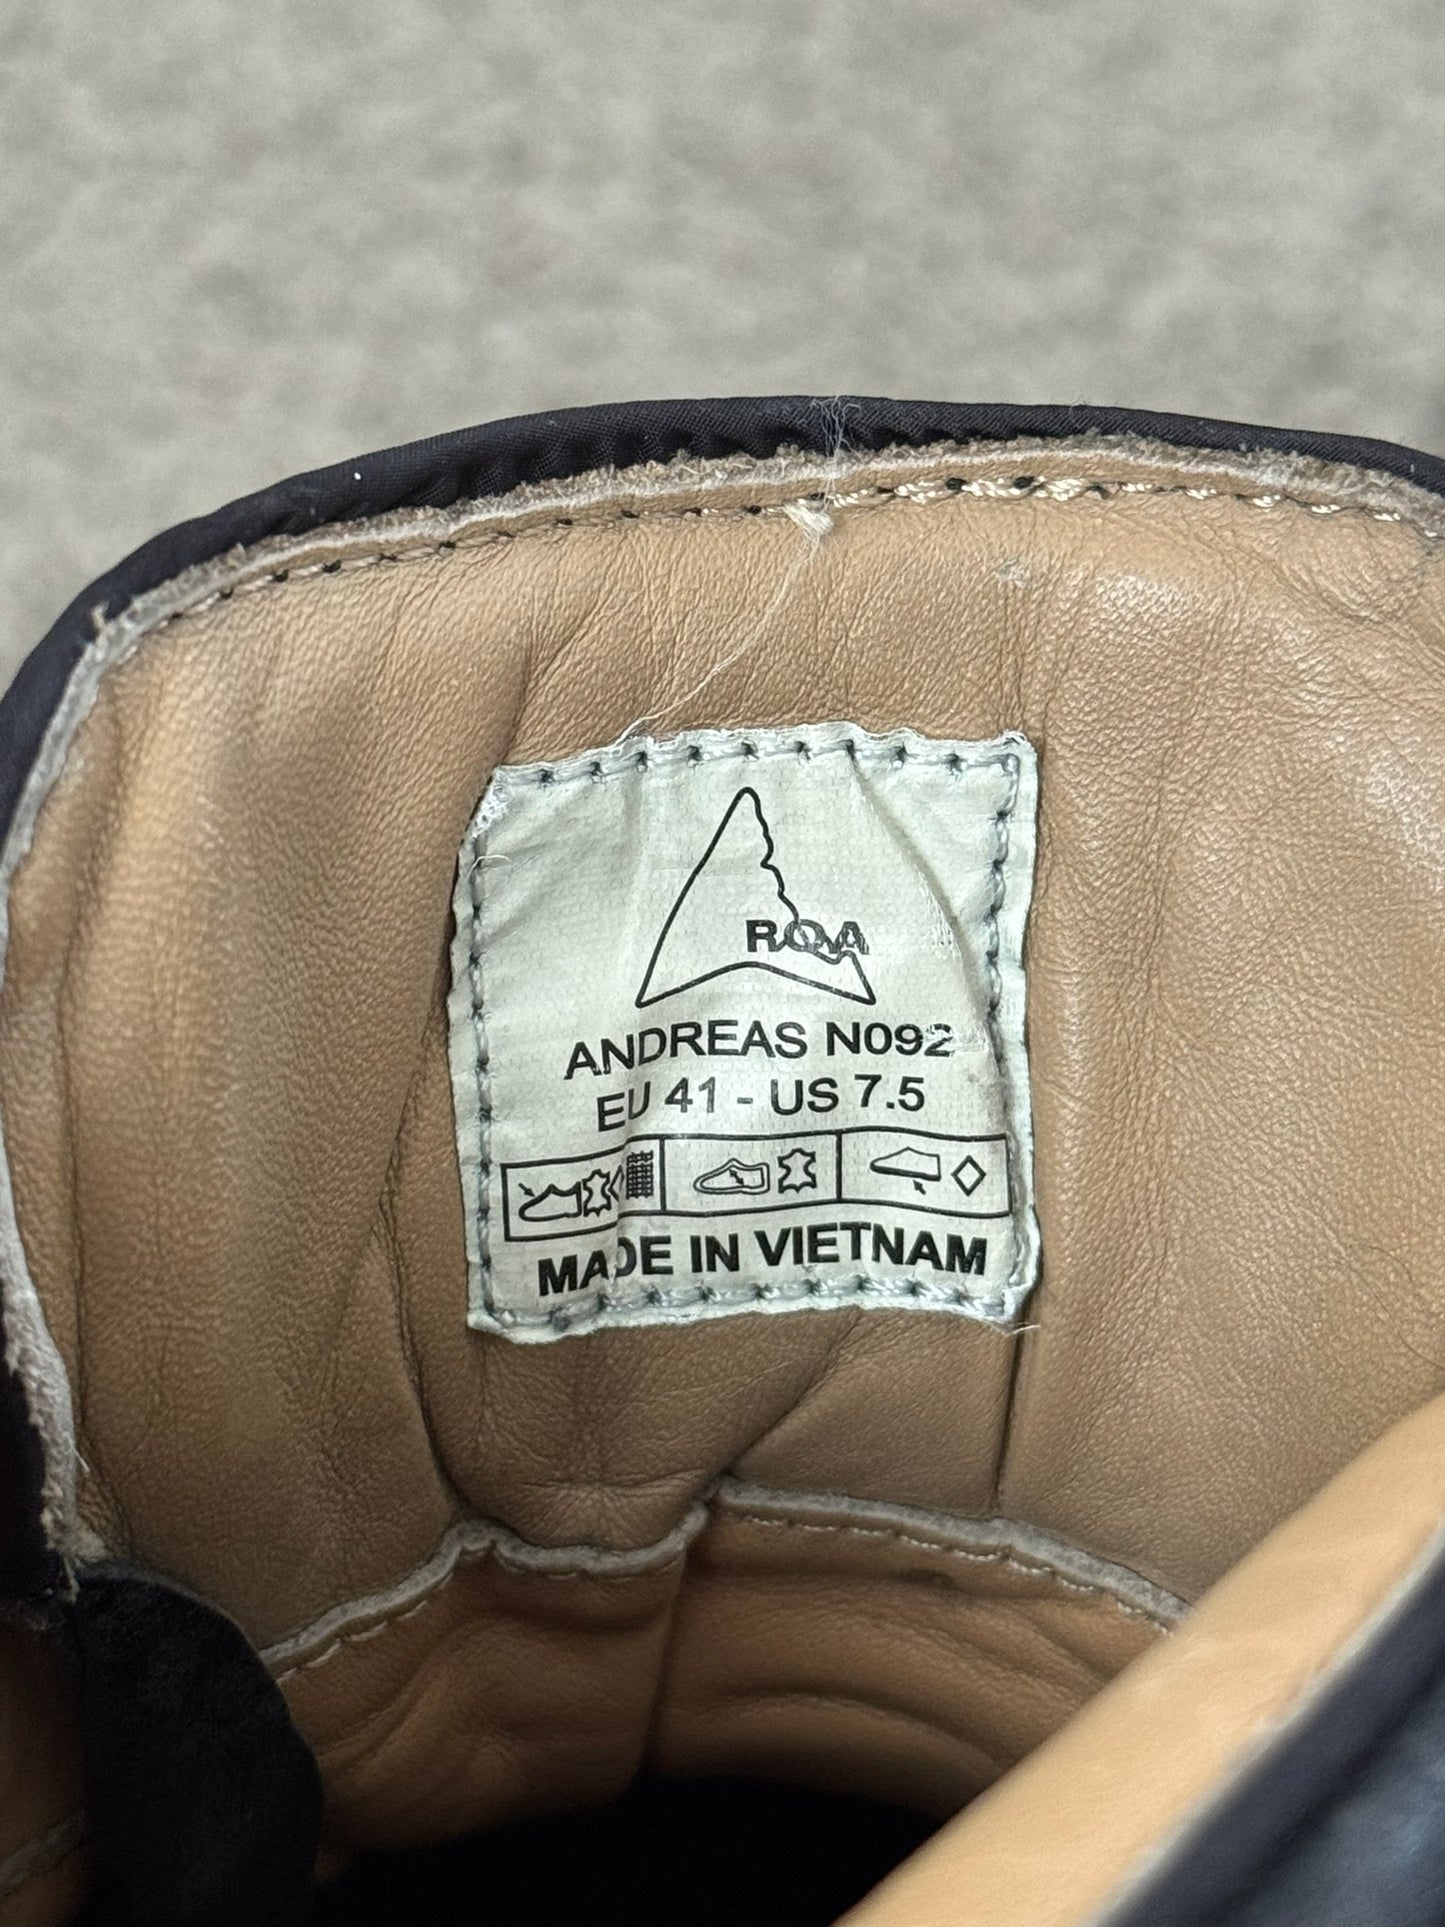 ROA
ANDREAS N092
EU 41 - US 7.5
MADE IN VIETNAM